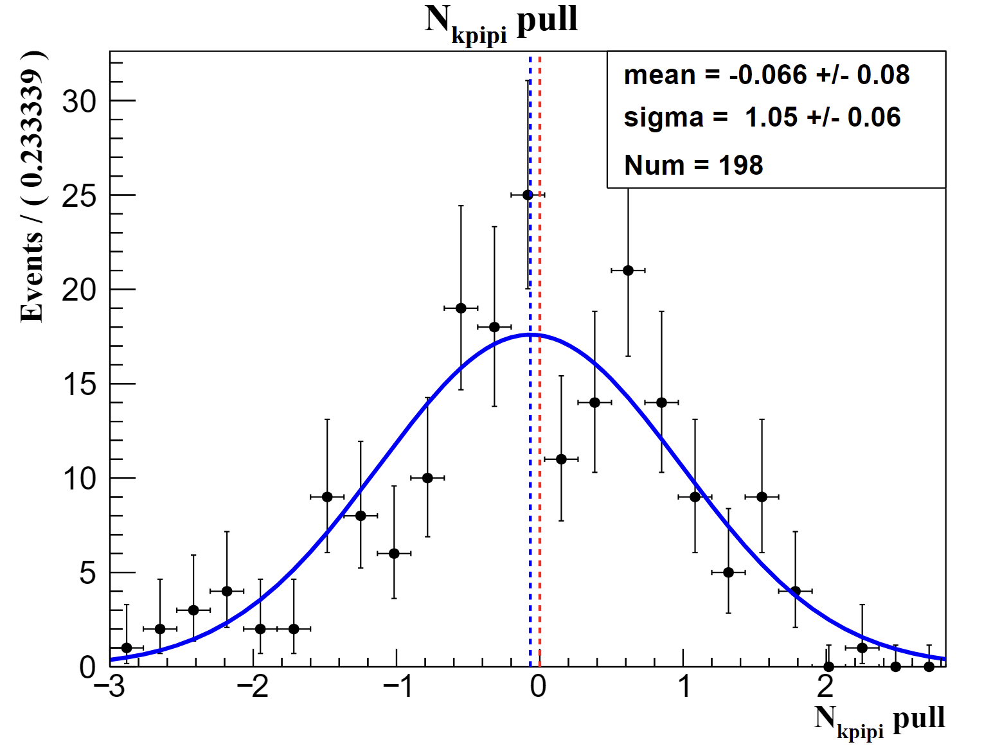 N_kpipi pull
mean = -0.066 +/- 0.08
sigma = 1.05 +/- 0.06
Num = 198
Events / ( 0.233339 )
30
25
20
15
10
5
0
−3 −2 −1 0 1 2
N_kpipi pull